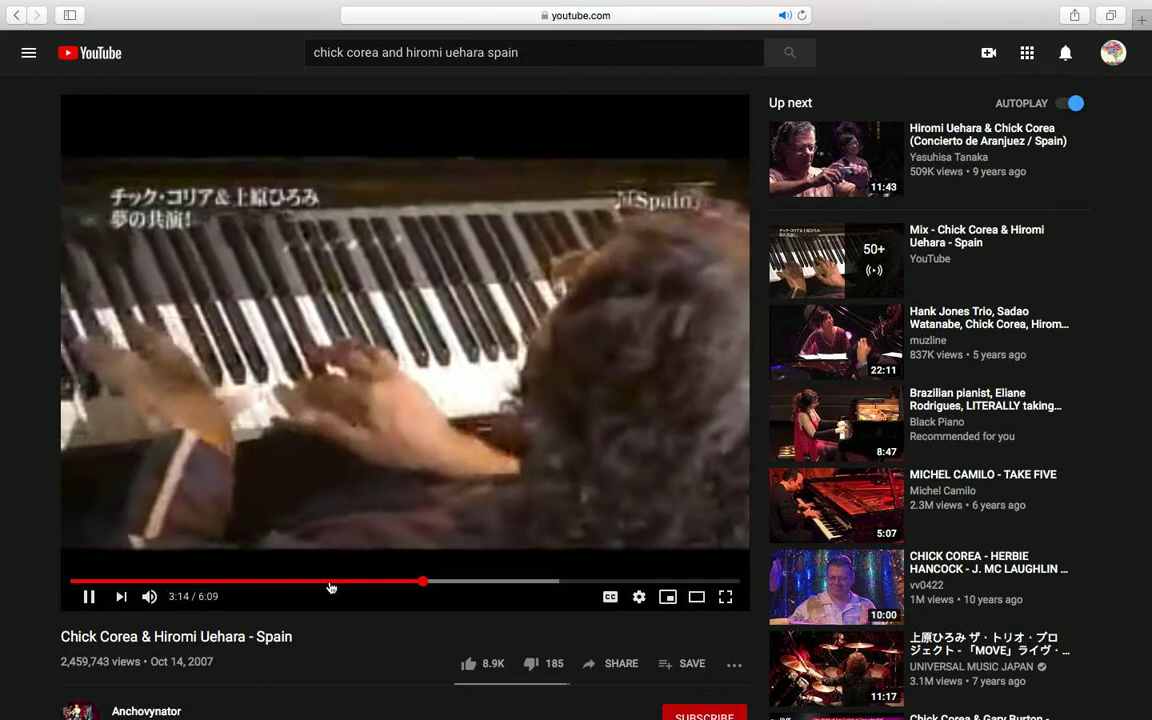 youtube.com
YouTube
chick corea and hiromi uehara spain
チック・コリア&上原ひろみ
夢の共演!
♪「Spain」
3:14 / 6:09
CC
Chick Corea & Hiromi Uehara - Spain
2,459,743 views • Oct 14, 2007
8.9K
185
SHARE
SAVE
Anchovynator
SUBSCRIBE
Up next
AUTOPLAY
11:43
Hiromi Uehara & Chick Corea
(Concierto de Aranjuez / Spain)
Yasuhisa Tanaka
509K views • 9 years ago
50+
Mix - Chick Corea & Hiromi
Uehara - Spain
YouTube
22:11
Hank Jones Trio, Sadao
Watanabe, Chick Corea, Hirom...
muzline
837K views • 5 years ago
8:47
Brazilian pianist, Eliane
Rodrigues, LITERALLY taking...
Black Piano
Recommended for you
5:07
MICHEL CAMILO - TAKE FIVE
Michel Camilo
2.3M views • 6 years ago
10:00
CHICK COREA - HERBIE
HANCOCK - J. MC LAUGHLIN ...
vv0422
1M views • 10 years ago
11:17
上原ひろみ ザ・トリオ・プロ
ジェクト - 「MOVE」ライヴ・...
UNIVERSAL MUSIC JAPAN
3.1M views • 7 years ago
Chick Corea & Gary Burton -